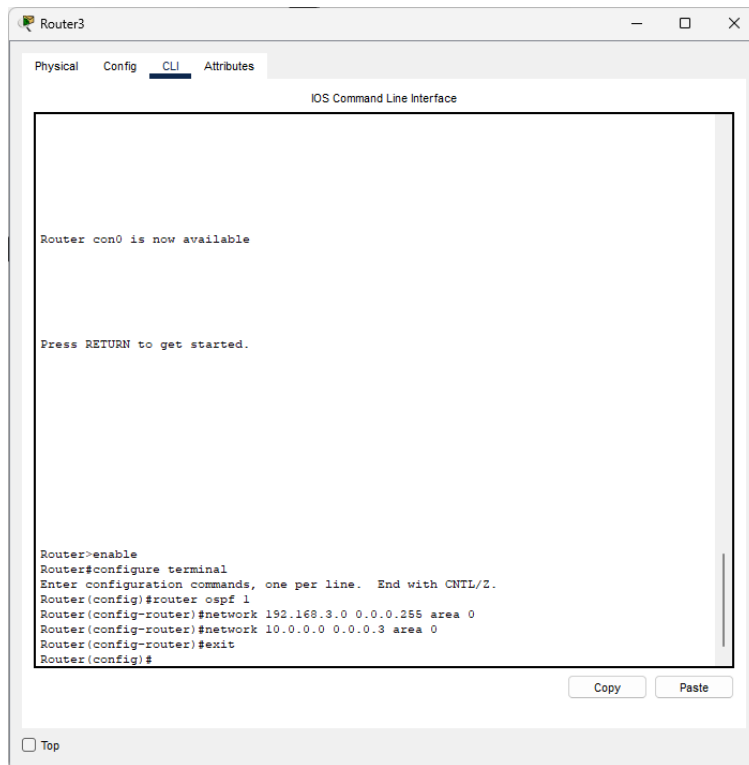 Router3
Physical Config CLI Attributes
IOS Command Line Interface
Router con0 is now available
Press RETURN to get started.
Router>enable
Router#configure terminal
Enter configuration commands, one per line.  End with CNTL/Z.
Router(config)#router ospf 1
Router(config-router)#network 192.168.3.0 0.0.0.255 area 0
Router(config-router)#network 10.0.0.0 0.0.0.3 area 0
Router(config-router)#exit
Router(config)#
Copy Paste
Top